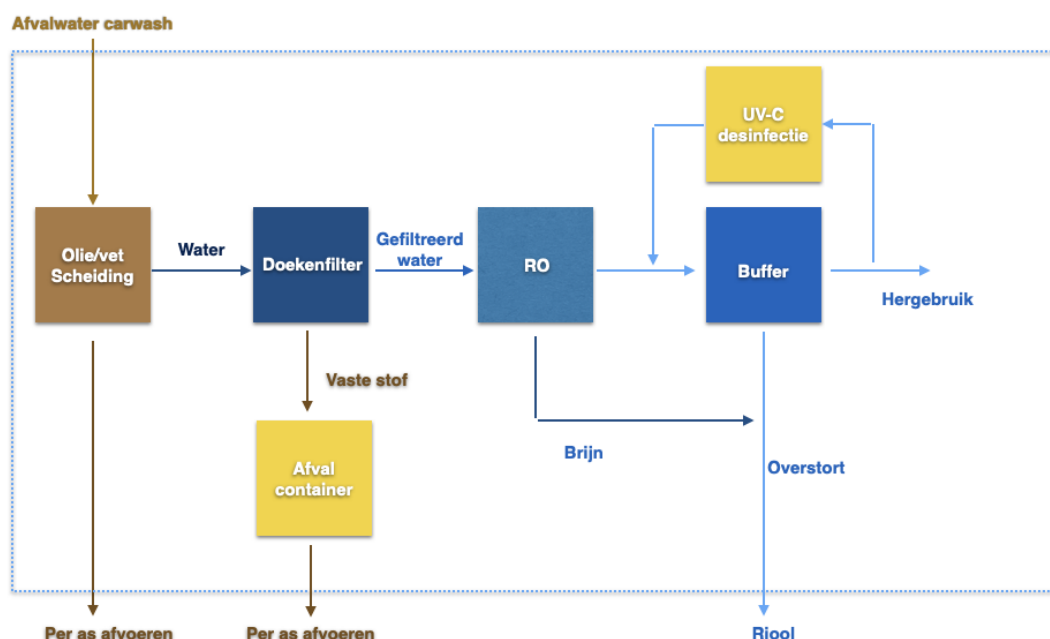 Afvalwater carwash
UV-C
desinfectie
Olie/vet
Scheiding
Water
Doekenfilter
Gefiltreerd
water
RO
Buffer
Hergebruik
Vaste stof
Afval
container
Brijn
Overstort
Per as afvoeren
Per as afvoeren
Riool